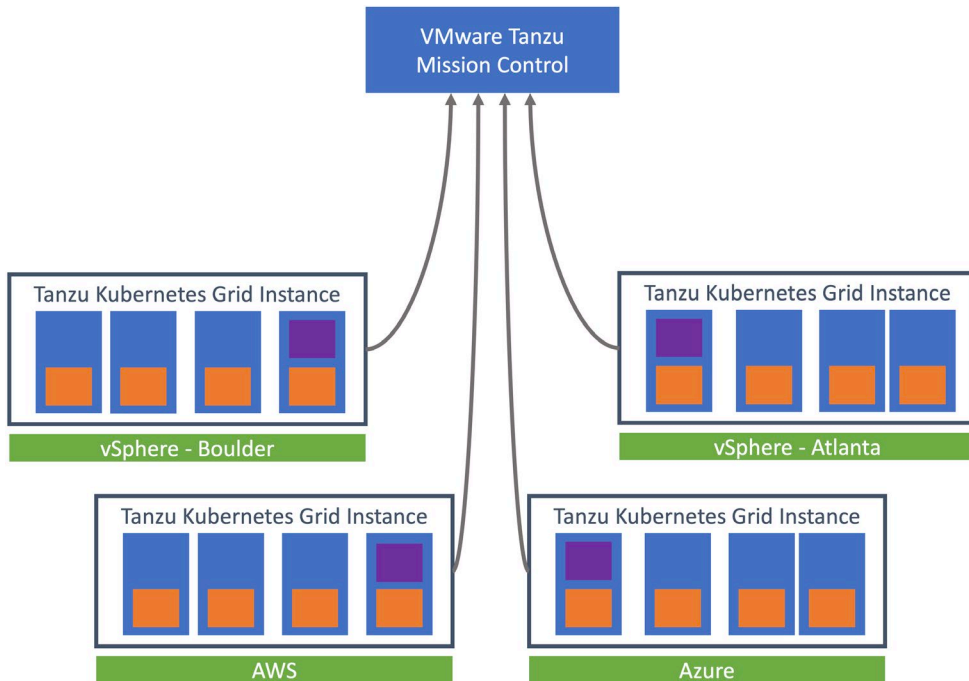 VMware Tanzu
Mission Control
Tanzu Kubernetes Grid Instance
vSphere - Boulder
Tanzu Kubernetes Grid Instance
vSphere - Atlanta
Tanzu Kubernetes Grid Instance
AWS
Tanzu Kubernetes Grid Instance
Azure